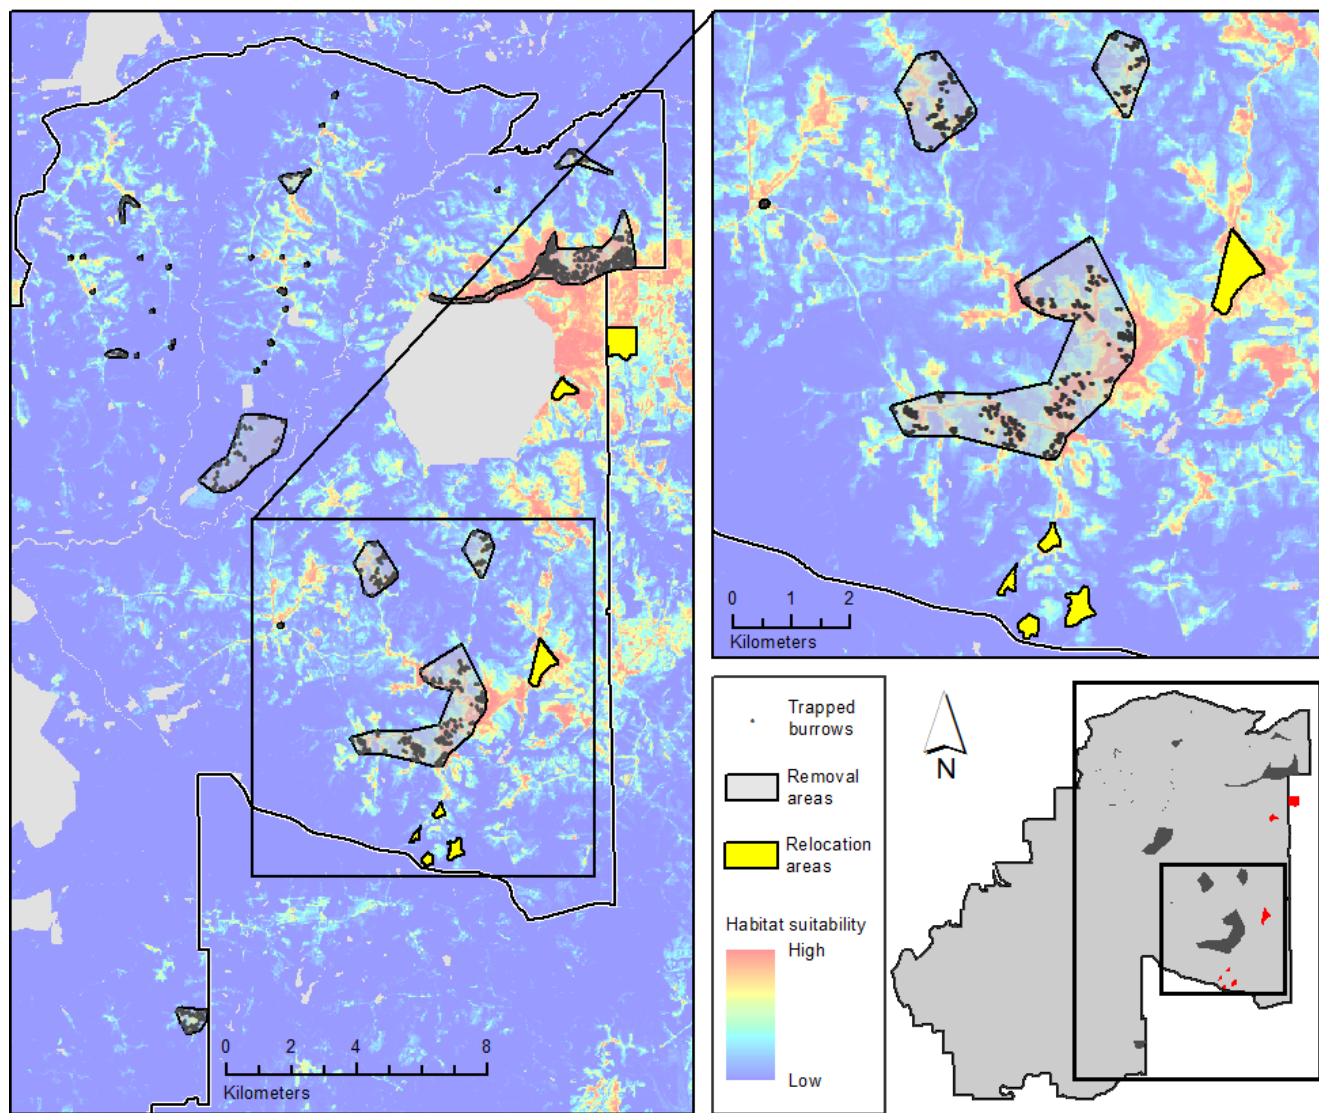 0 2 4 8
Kilometers
0 1 2
Kilometers
Trapped
burrows
Removal
areas
Relocation
areas
Habitat suitability
High
Low
N